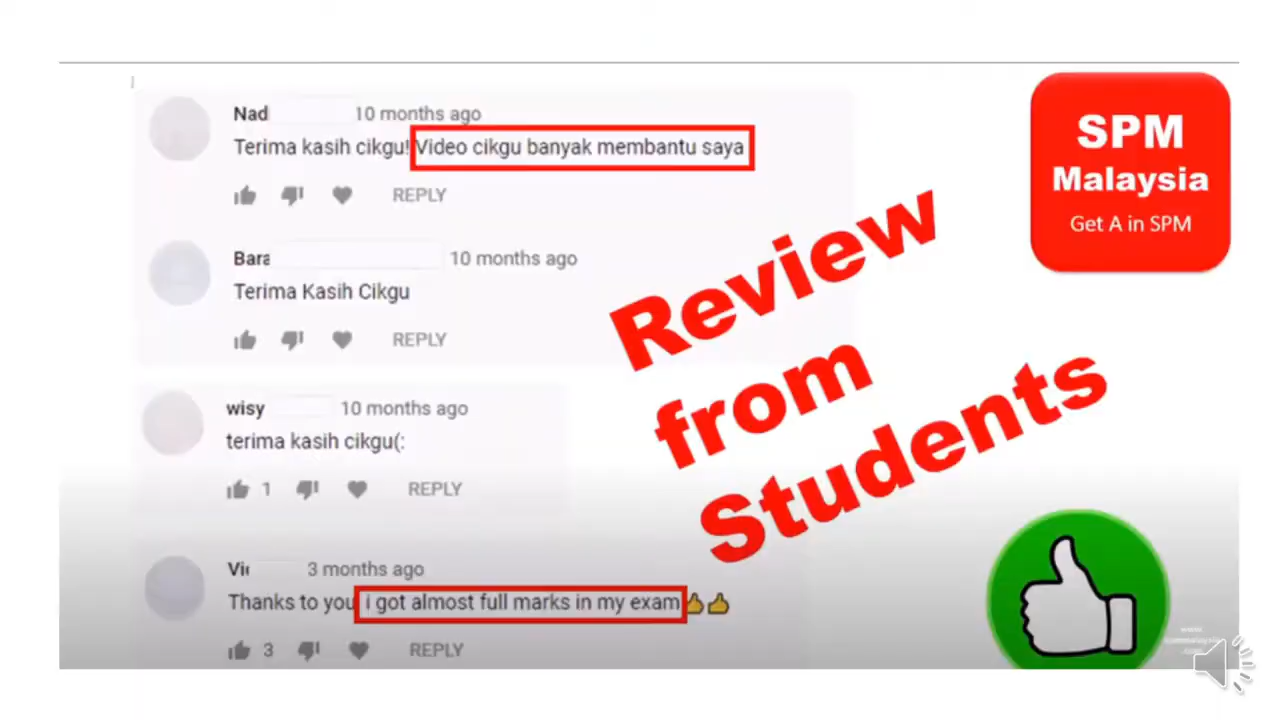 Nad 10 months ago
Terima kasih cikgu! Video cikgu banyak membantu saya
REPLY
Bara 10 months ago
Terima Kasih Cikgu
REPLY
wisy 10 months ago
terima kasih cikgu(:
1 REPLY
3 months ago
Thanks to you i got almost full marks in my exam👍👍
3 REPLY
Review
from
Students
SPM
Malaysia
Get A in SPM